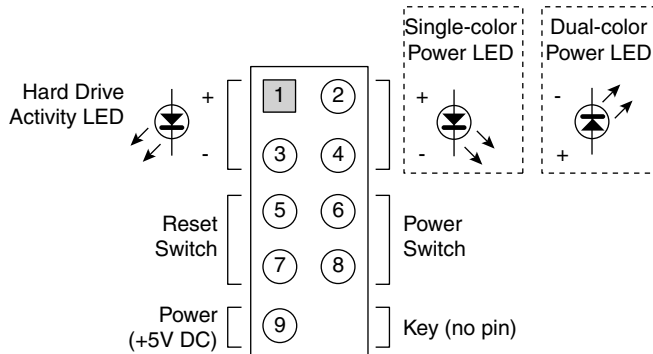 Single-color
Power LED
Dual-color
Power LED
Hard Drive
Activity LED
+
-
1
2
+
-
-
+
3
4
Reset
Switch
5
6
7
8
Power
Switch
Power
(+5V DC)
9
Key (no pin)